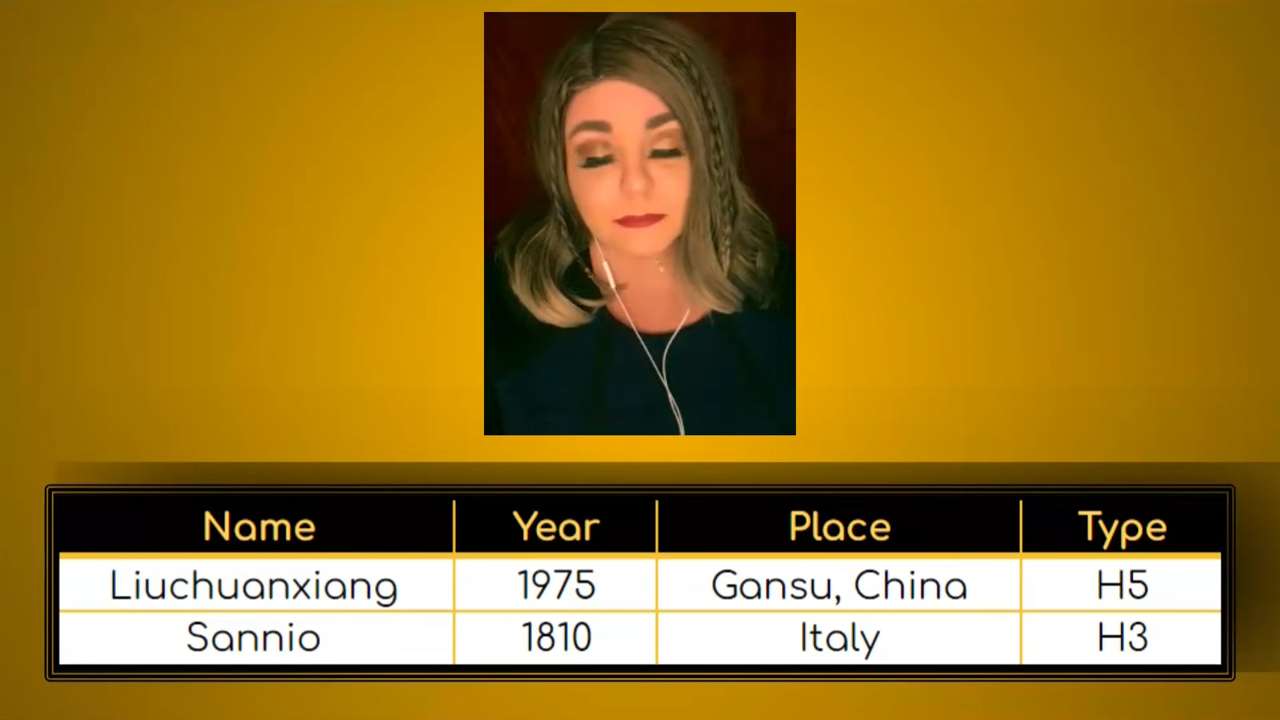 Name Year Place Type
Liuchuanxiang 1975 Gansu, China H5
Sannio 1810 Italy H3